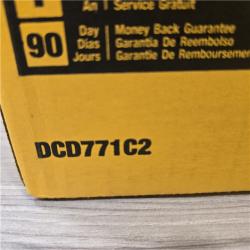 An | Service Gratuit
90
Day | Money Back Guarantee
Días | Garantía De Reembolso
Jours | Garantie De Remboursement
DCD771C2